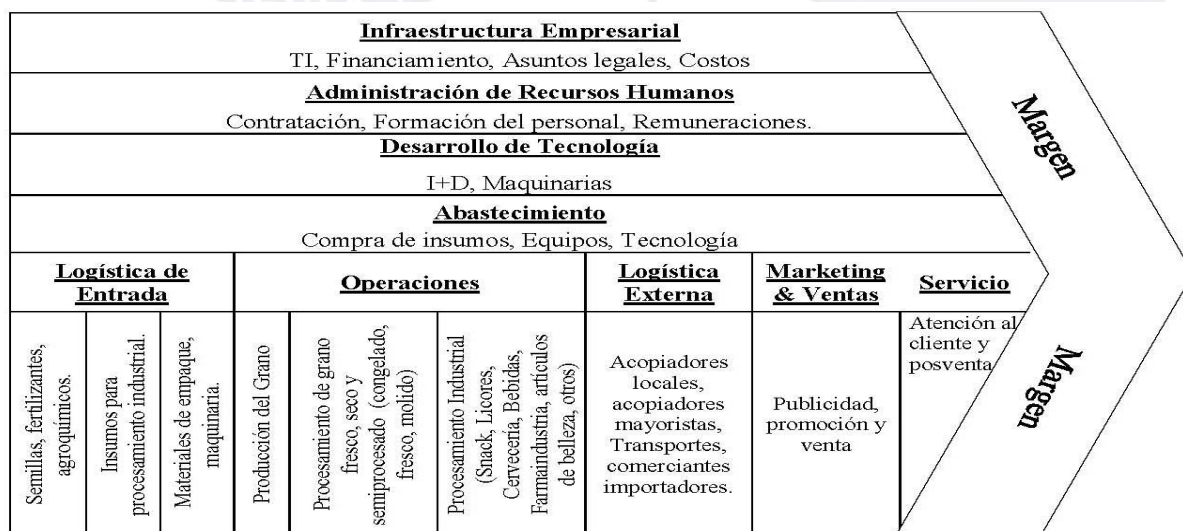 Infraestructura Empresarial
TI, Financiamiento, Asuntos legales, Costos
Administración de Recursos Humanos
Contratación, Formación del personal, Remuneraciones.
Desarrollo de Tecnología
I+D, Maquinarias
Abastecimiento
Compra de insumos, Equipos, Tecnología
Margen
Margen
Logística de
Entrada
Operaciones
Logística
Externa
Marketing
& Ventas
Servicio
Semillas, fertilizantes,
agroquímicos.
Insumos para
procesamiento industrial.
Materiales de empaque,
maquinaria.
Producción del Grano
Procesamiento de grano
fresco, seco y
semiprocesado (congelado,
fresco, molido)
Procesamiento Industrial
(Snack, Licores,
Cervecería, Bebidas,
Farmaindustria, artículos
de belleza, otros)
Acopiadores
locales,
acopiadores
mayoristas,
Transportes,
comerciantes
importadores.
Publicidad,
promoción y
venta
Atención al
cliente y
posventa